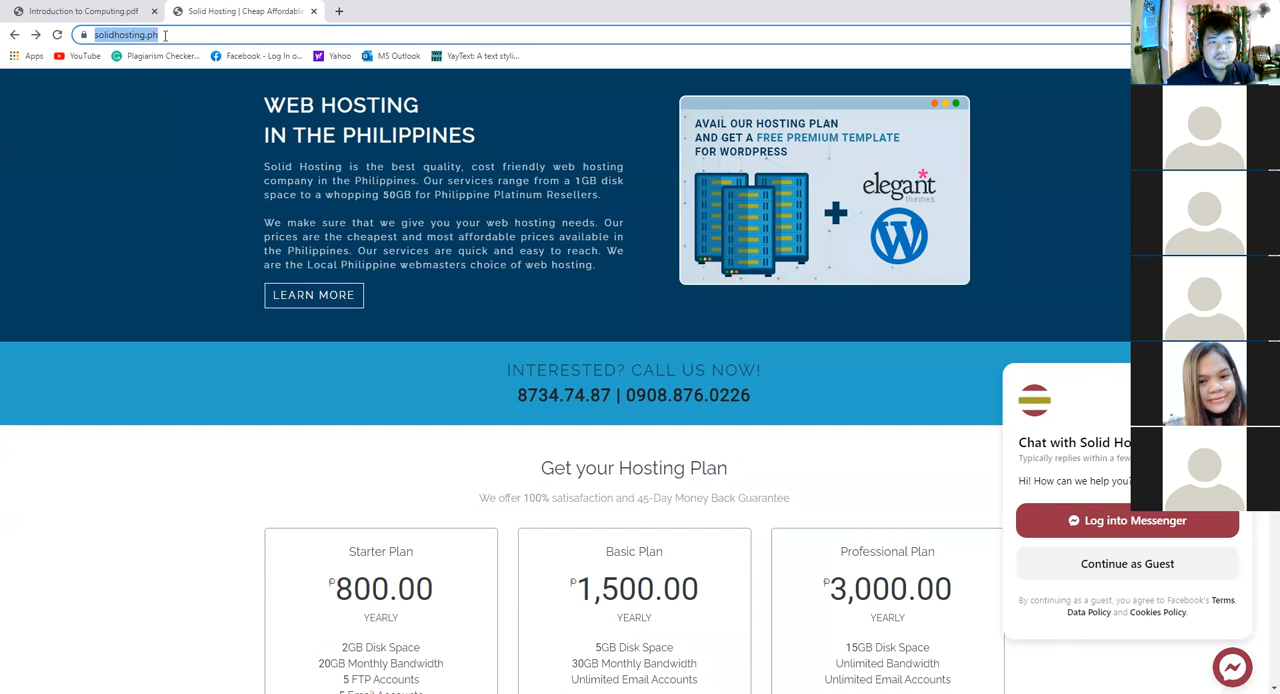 Introduction to Computing.pdf
Solid Hosting | Cheap Affordable
solidhosting.ph
Apps
YouTube
Plagiarism Checker...
Facebook - Log In o...
Yahoo
MS Outlook
YayText: A text styli...
WEB HOSTING
IN THE PHILIPPINES
Solid Hosting is the best quality, cost friendly web hosting
company in the Philippines. Our services range from a 1GB disk
space to a whopping 50GB for Philippine Platinum Resellers.
We make sure that we give you your web hosting needs. Our
prices are the cheapest and most affordable prices available in
the Philippines. Our services are quick and easy to reach. We
are the Local Philippine webmasters choice of web hosting.
LEARN MORE
AVAIL OUR HOSTING PLAN
AND GET A FREE PREMIUM TEMPLATE
FOR WORDPRESS
elegant
themes
INTERESTED? CALL US NOW!
8734.74.87 | 0908.876.0226
Get your Hosting Plan
We offer 100% satisafaction and 45-Day Money Back Guarantee
Starter Plan
₱800.00
YEARLY
2GB Disk Space
20GB Monthly Bandwidth
5 FTP Accounts
Basic Plan
₱1,500.00
YEARLY
5GB Disk Space
30GB Monthly Bandwidth
Unlimited Email Accounts
Professional Plan
₱3,000.00
YEARLY
15GB Disk Space
Unlimited Bandwidth
Unlimited Email Accounts
Chat with Solid Ho
Typically replies within a few
Hi! How can we help you?
Log into Messenger
Continue as Guest
By continuing as a guest, you agree to Facebook's Terms,
Data Policy and Cookies Policy.